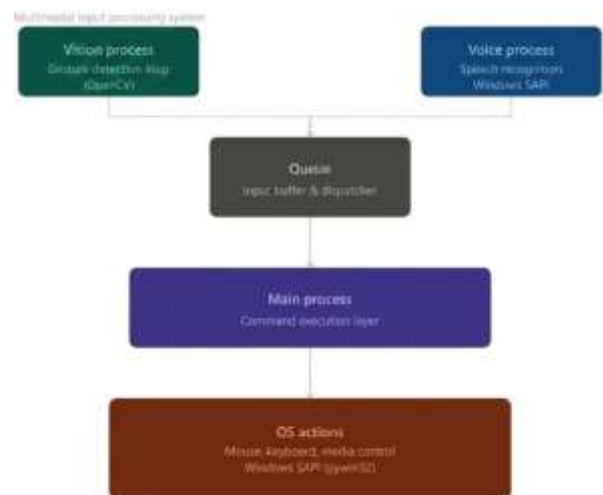 Multimodal input processing system
Vision process
Gesture detection loop
(OpenCV)
Voice process
Speech recognition
Windows SAPI
Queue
Input buffer & dispatcher
Main process
Command execution layer
OS actions
Mouse, keyboard, media control
Windows SAPI (pywin32)